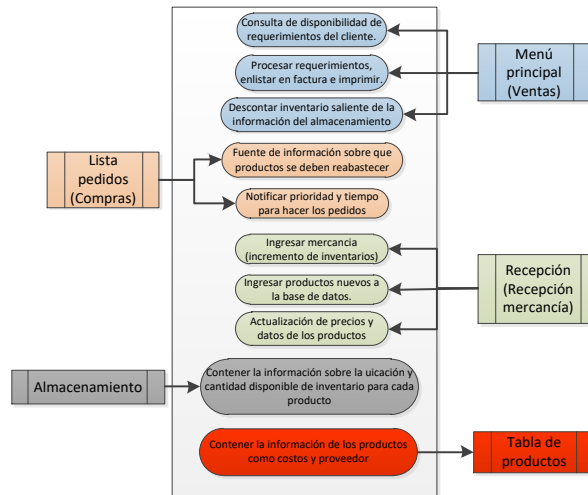 Consulta de disponibilidad de
requerimientos del cliente.
Procesar requerimientos,
enlistar en factura e imprimir.
Menú
principal
(Ventas)
Descontar inventario saliente de la
información del almacenamiento
Lista
pedidos
(Compras)
Fuente de información sobre que
productos se deben reabastecer
Notificar prioridad y tiempo
para hacer los pedidos
Ingresar mercancia
(incremento de inventarios)
Ingresar productos nuevos a
la base de datos.
Recepción
(Recepción
mercancía)
Actualización de precios y
datos de los productos
Almacenamiento
Contener la información sobre la uicación y
cantidad disponible de inventario para cada
producto
Contener la información de los productos
como costos y proveedor
Tabla de
productos